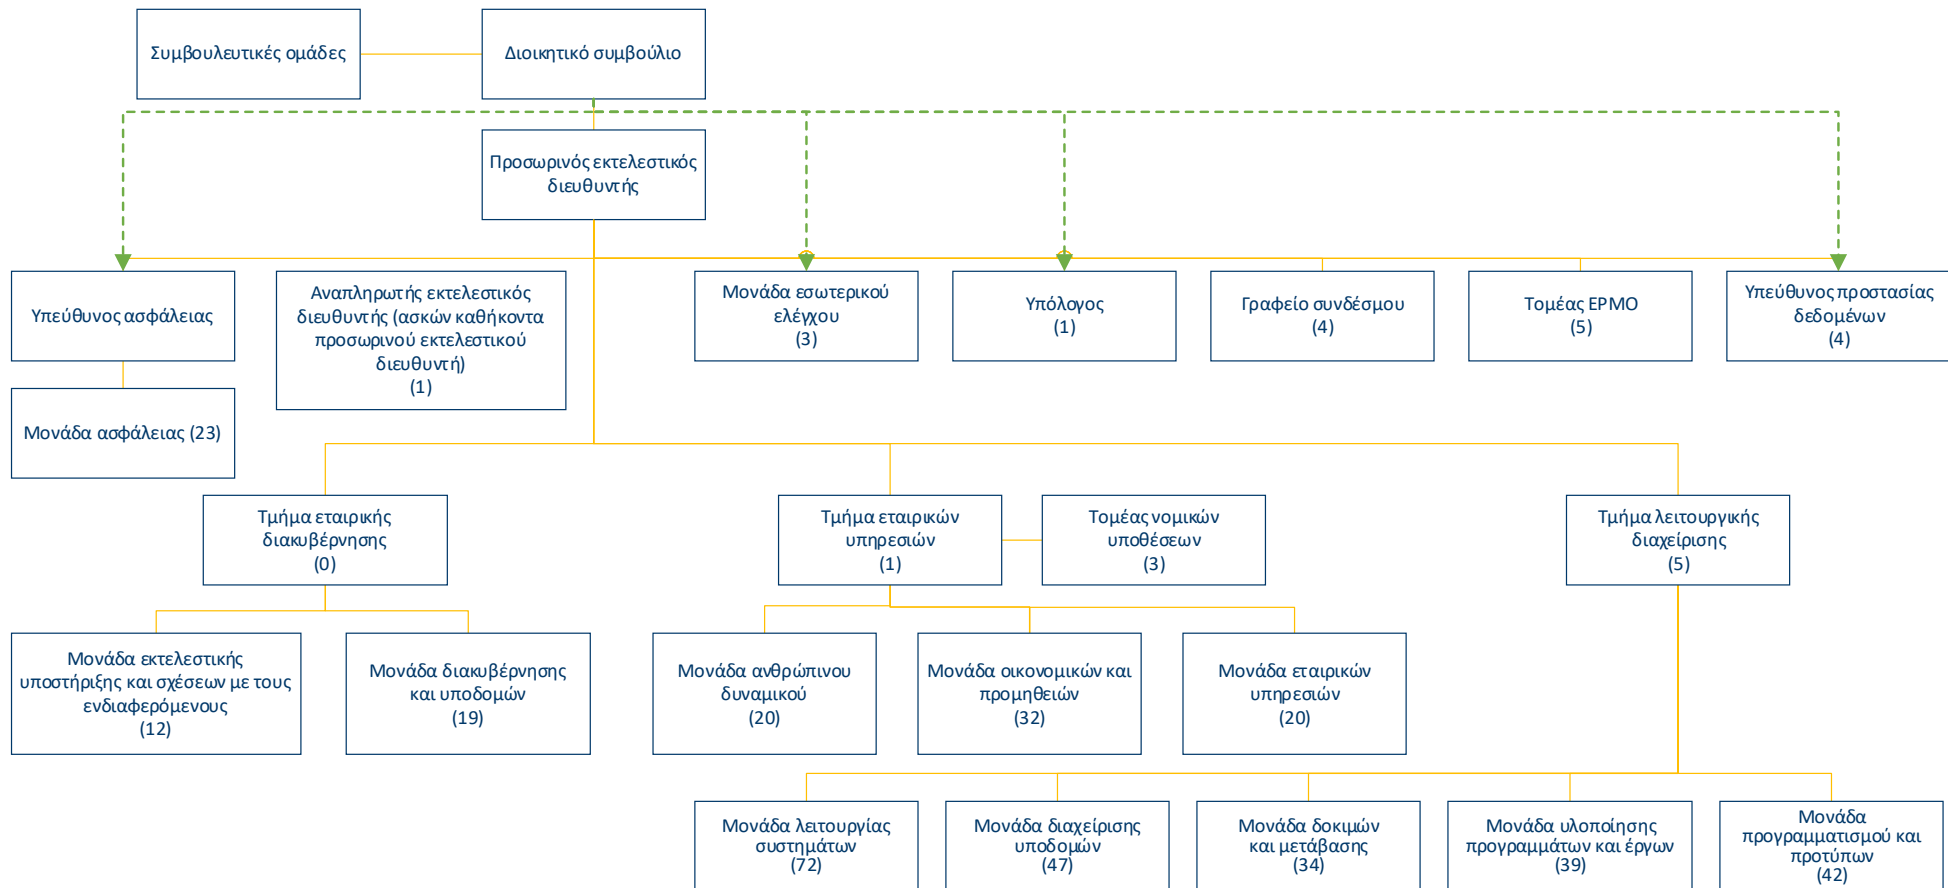 Συμβουλευτικές ομάδες
Διοικητικό συμβούλιο
Προσωρινός εκτελεστικός
διευθυντής
Υπεύθυνος ασφάλειας
Αναπληρωτής εκτελεστικός
διευθυντής (ασκών καθήκοντα
προσωρινού εκτελεστικού
διευθυντή)
(1)
Μονάδα εσωτερικού
ελέγχου
(3)
Υπόλογος
(1)
Γραφείο συνδέσμου
(4)
Τομέας EPMO
(5)
Υπεύθυνος προστασίας
δεδομένων
(4)
Μονάδα ασφάλειας (23)
Τμήμα εταιρικής
διακυβέρνησης
(0)
Τμήμα εταιρικών
υπηρεσιών
(1)
Τομέας νομικών
υποθέσεων
(3)
Τμήμα λειτουργικής
διαχείρισης
(5)
Μονάδα εκτελεστικής
υποστήριξης και σχέσεων με τους
ενδιαφερόμενους
(12)
Μονάδα διακυβέρνησης
και υποδομών
(19)
Μονάδα ανθρώπινου
δυναμικού
(20)
Μονάδα οικονομικών και
προμηθειών
(32)
Μονάδα εταιρικών
υπηρεσιών
(20)
Μονάδα λειτουργίας
συστημάτων
(72)
Μονάδα διαχείρισης
υποδομών
(47)
Μονάδα δοκιμών
και μετάβασης
(34)
Μονάδα υλοποίησης
προγραμμάτων και έργων
(39)
Μονάδα
προγραμματισμού και
προτύπων
(42)